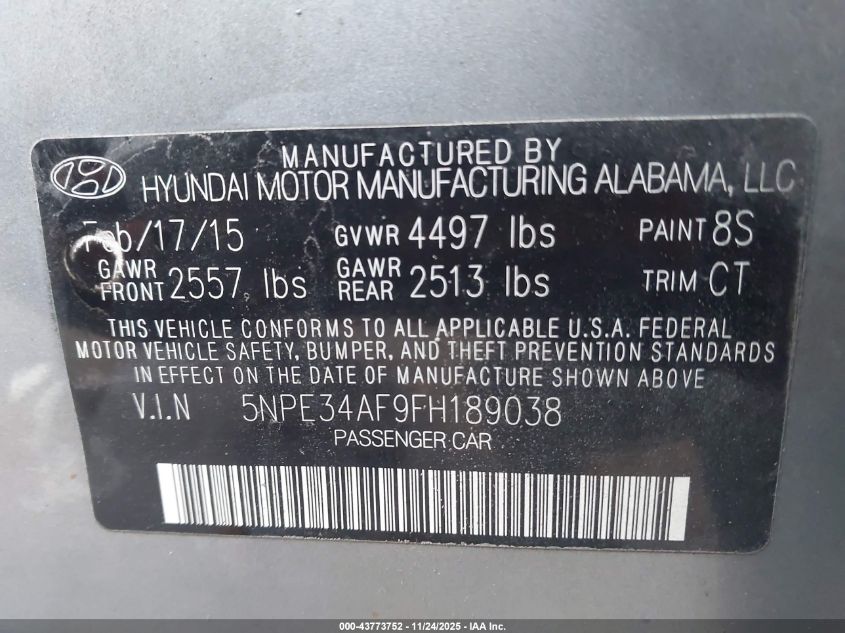 MANUFACTURED BY
HYUNDAI MOTOR MANUFACTURING ALABAMA, LLC
Feb/17/15 GVWR 4497 lbs PAINT 8S
GAWR FRONT 2557 lbs GAWR REAR 2513 lbs TRIM CT
THIS VEHICLE CONFORMS TO ALL APPLICABLE U.S.A. FEDERAL
MOTOR VEHICLE SAFETY, BUMPER, AND THEFT PREVENTION STANDARDS
IN EFFECT ON THE DATE OF MANUFACTURE SHOWN ABOVE
V.I.N 5NPE34AF9FH189038
PASSENGER CAR
000-43773752 - 11/24/2025 - IAA Inc.